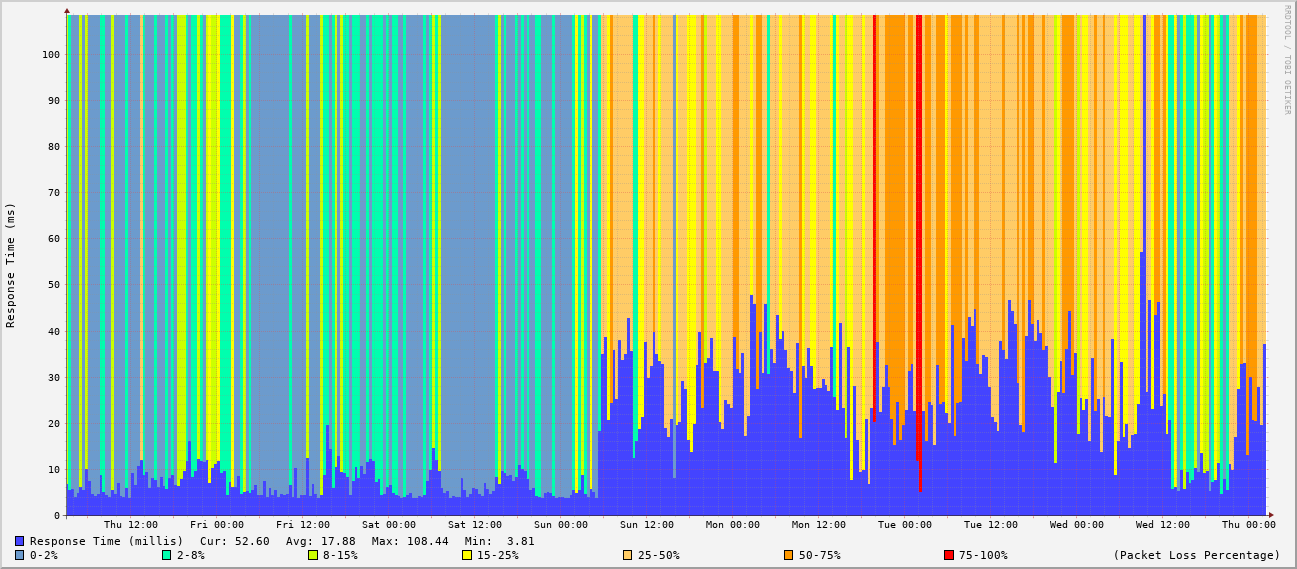 RRDTOOL / TOBI OETIKER
Response Time (ms)
100
90
80
70
60
50
40
30
20
10
0
Thu 12:00 Fri 00:00 Fri 12:00 Sat 00:00 Sat 12:00 Sun 00:00 Sun 12:00 Mon 00:00 Mon 12:00 Tue 00:00 Tue 12:00 Wed 00:00 Wed 12:00 Thu 00:00
Response Time (millis) Cur: 52.60 Avg: 17.88 Max: 108.44 Min: 3.81
0-2% 2-8% 8-15% 15-25% 25-50% 50-75% 75-100% (Packet Loss Percentage)